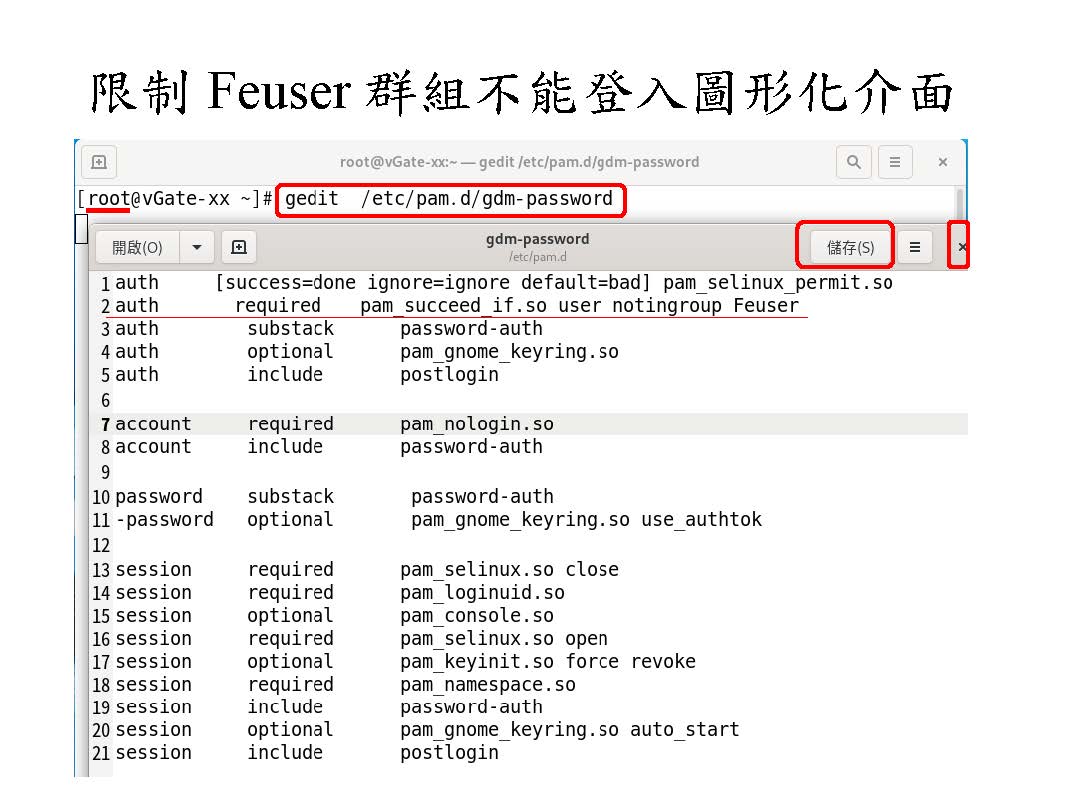 限制 Feuser 群組不能登入圖形化介面
root@vGate-xx:~ — gedit /etc/pam.d/gdm-password
[root@vGate-xx ~]# gedit  /etc/pam.d/gdm-password
開啟(O) gdm-password 儲存(S)
/etc/pam.d
1 auth [success=done ignore=ignore default=bad] pam_selinux_permit.so
2 auth required pam_succeed_if.so user notingroup Feuser
3 auth substack password-auth
4 auth optional pam_gnome_keyring.so
5 auth include postlogin
6
7 account required pam_nologin.so
8 account include password-auth
9
10 password substack password-auth
11 -password optional pam_gnome_keyring.so use_authtok
12
13 session required pam_selinux.so close
14 session required pam_loginuid.so
15 session optional pam_console.so
16 session required pam_selinux.so open
17 session optional pam_keyinit.so force revoke
18 session required pam_namespace.so
19 session include password-auth
20 session optional pam_gnome_keyring.so auto_start
21 session include postlogin